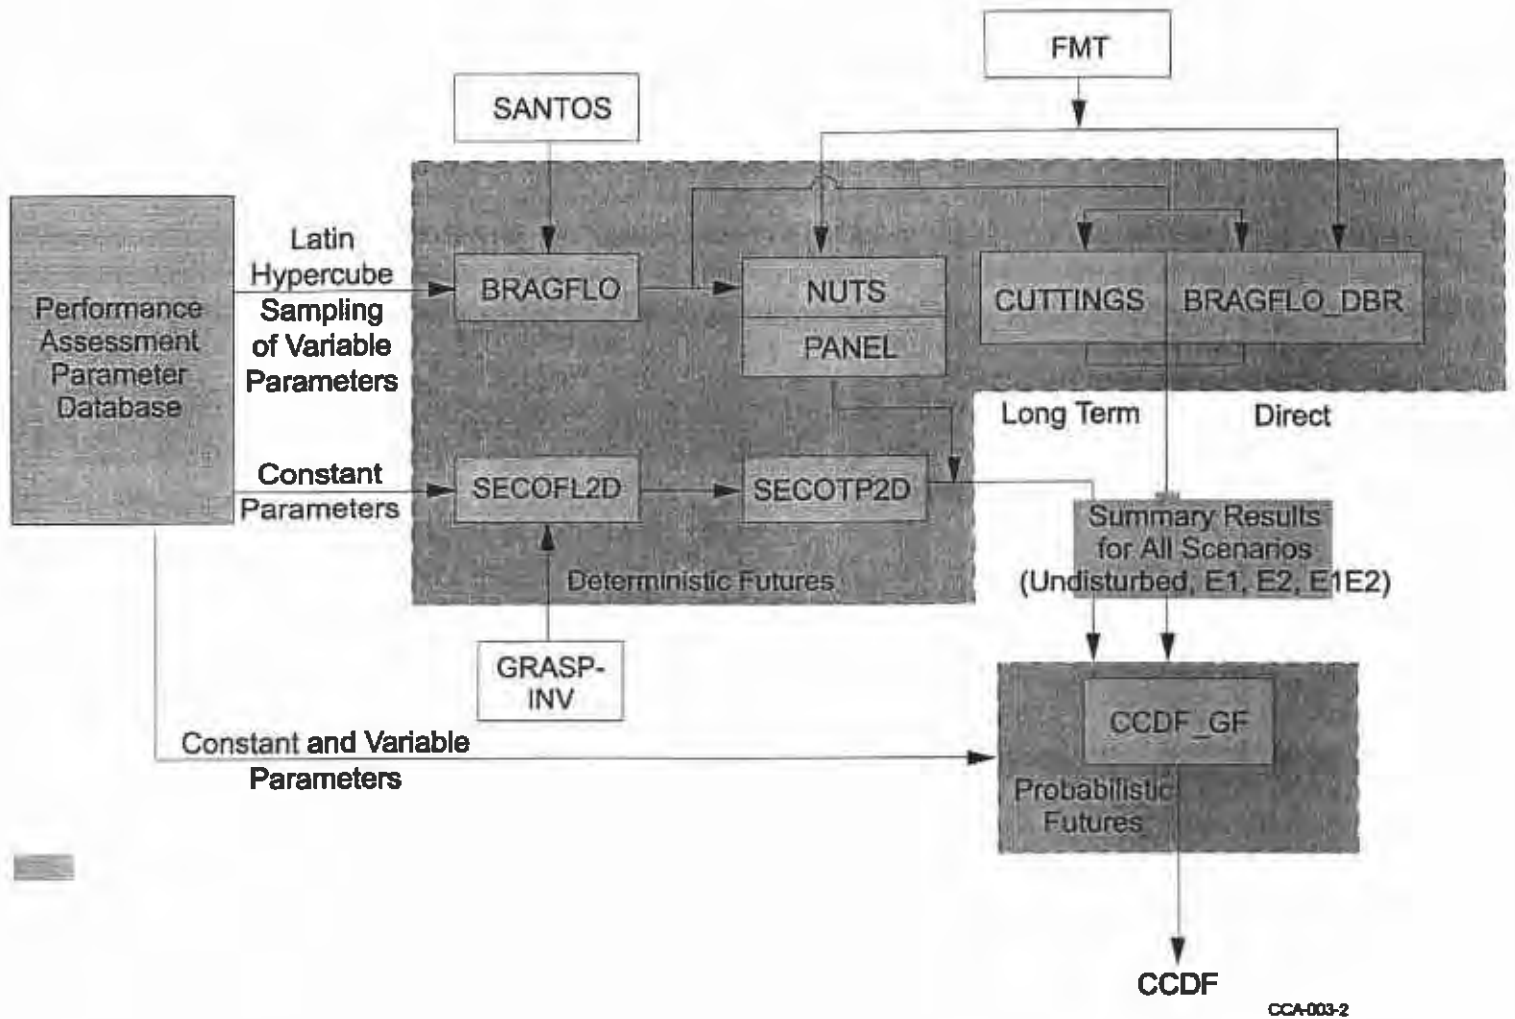 FMT
SANTOS
Performance
Assessment
Parameter
Database
Latin
Hypercube
Sampling
of Variable
Parameters
BRAGFLO
NUTS
PANEL
CUTTINGS
BRAGFLO_DBR
Long Term
Direct
Constant
Parameters
SECOFL2D
SECOTP2D
Deterministic Futures
Summary Results
for All Scenarios
(Undisturbed, E1, E2, E1E2)
GRASP-
INV
Constant and Variable
Parameters
CCDF_GF
Probabilistic
Futures
CCDF
CCA-003-2